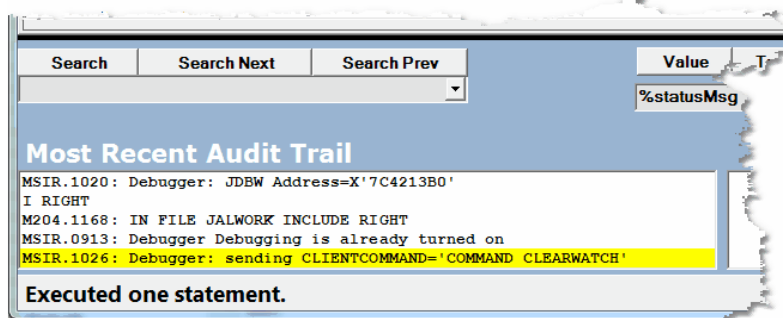 Search Search Next Search Prev Value
%statusMsg
Most Recent Audit Trail
MSIR.1020: Debugger: JDBW Address=X'7C4213B0'
I RIGHT
M204.1168: IN FILE JALWORK INCLUDE RIGHT
MSIR.0913: Debugger Debugging is already turned on
MSIR.1026: Debugger: sending CLIENTCOMMAND='COMMAND CLEARWATCH'
Executed one statement.